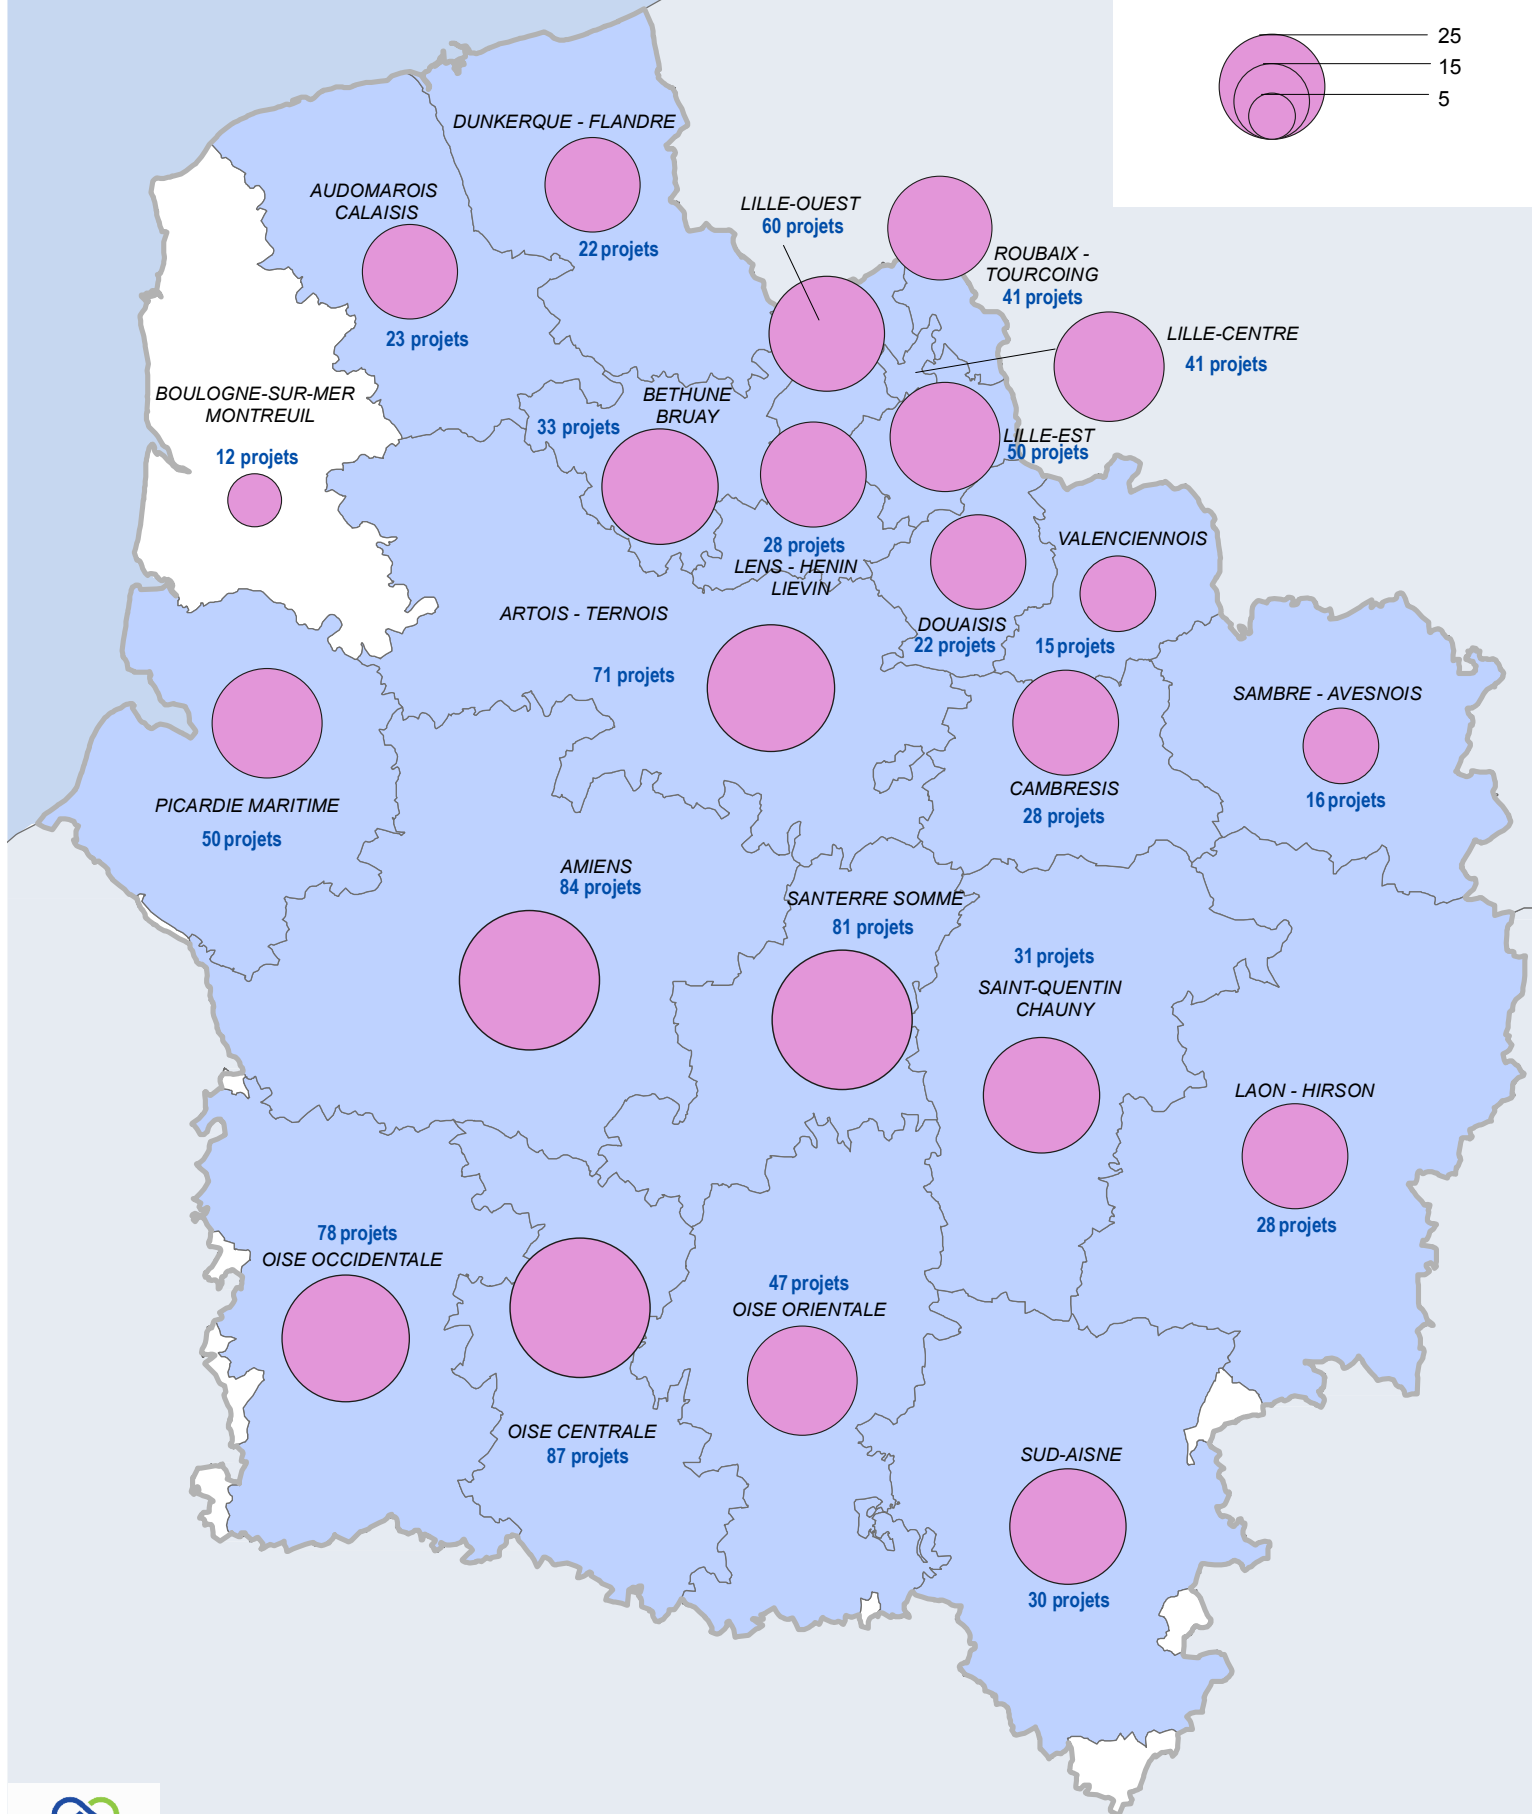 25
15
5
DUNKERQUE - FLANDRE
22 projets
AUDOMAROIS
CALAISIS
23 projets
LILLE-OUEST
60 projets
ROUBAIX -
TOURCOING
41 projets
LILLE-CENTRE
41 projets
BOULOGNE-SUR-MER
MONTREUIL
12 projets
BETHUNE
BRUAY
33 projets
LILLE-EST
50 projets
28 projets
LENS - HENIN
LIEVIN
VALENCIENNOIS
15 projets
DOUAISIS
22 projets
ARTOIS - TERNOIS
71 projets
SAMBRE - AVESNOIS
16 projets
PICARDIE MARITIME
50 projets
CAMBRESIS
28 projets
AMIENS
84 projets
SANTERRE SOMME
81 projets
31 projets
SAINT-QUENTIN
CHAUNY
LAON - HIRSON
28 projets
78 projets
OISE OCCIDENTALE
47 projets
OISE ORIENTALE
OISE CENTRALE
87 projets
SUD-AISNE
30 projets